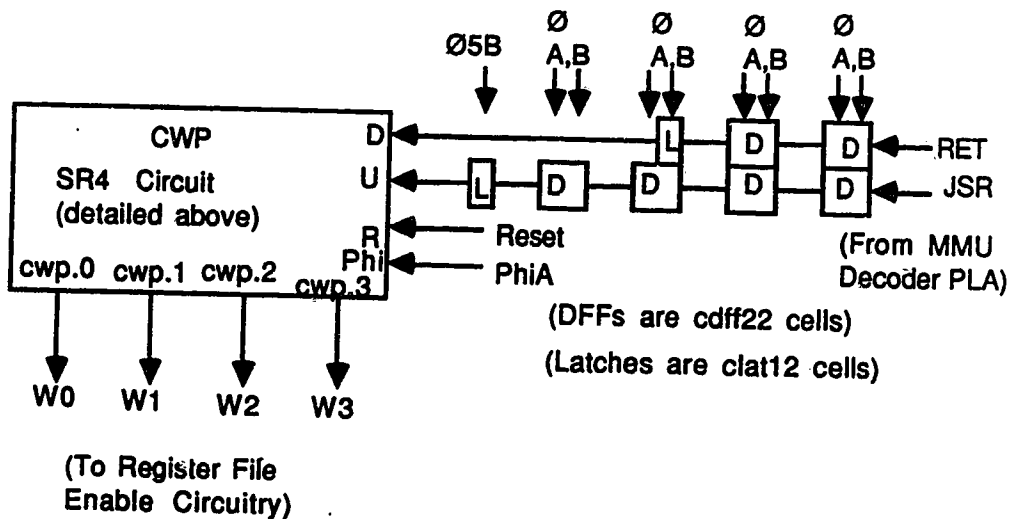 Ø5B
Ø
A,B
Ø
A,B
Ø
A,B
Ø
A,B
CWP
SR4 Circuit
(detailed above)
D
U
R
Phi
L
D
D
RET
L
D
D
D
D
JSR
Reset
PhiA
(From MMU
Decoder PLA)
cwp.0 cwp.1 cwp.2 cwp.3
(DFFs are cdff22 cells)
(Latches are clat12 cells)
W0 W1 W2 W3
(To Register File
Enable Circuitry)